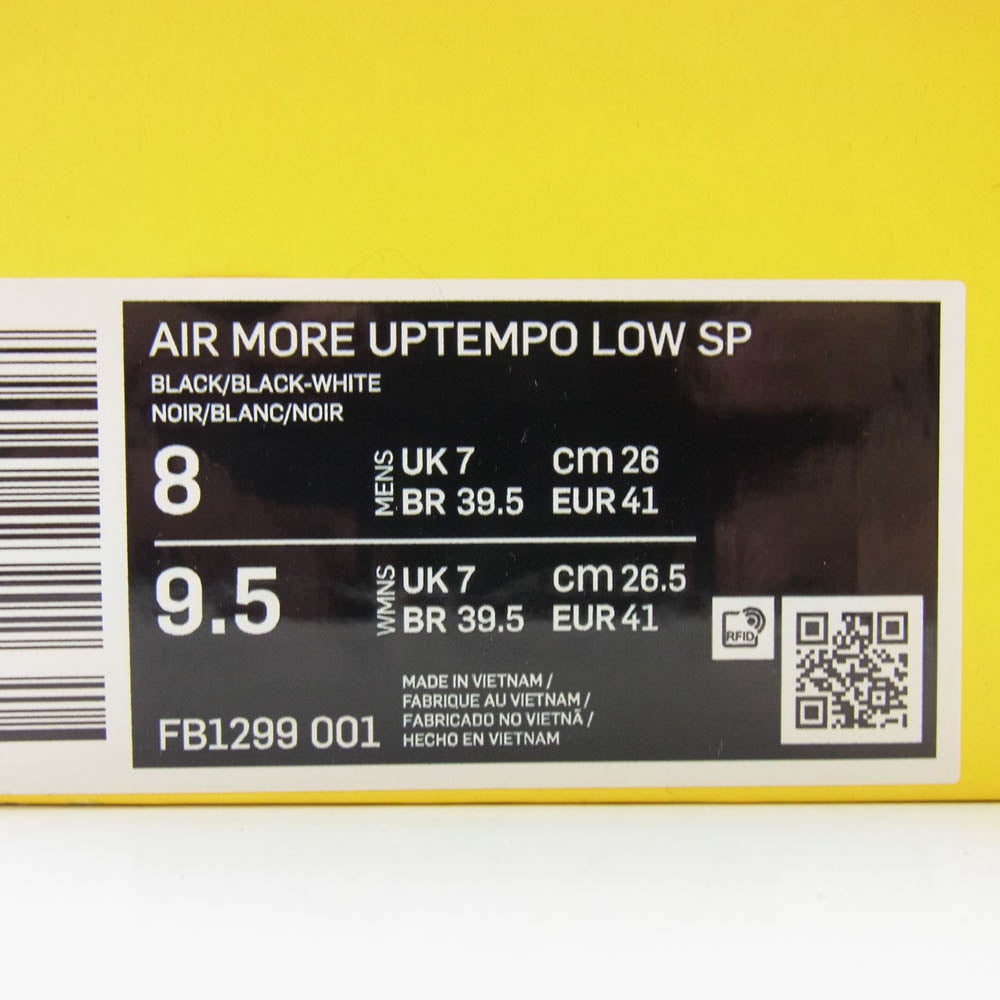 AIR MORE UPTEMPO LOW SP
BLACK/BLACK-WHITE
NOIR/BLANC/NOIR
8 MENS UK 7 cm 26
BR 39.5 EUR 41
9.5 WMNS UK 7 cm 26.5
BR 39.5 EUR 41
RFID
MADE IN VIETNAM /
FABRIQUE AU VIETNAM /
FABRICADO NO VIETNÃ /
HECHO EN VIETNAM
FB1299 001